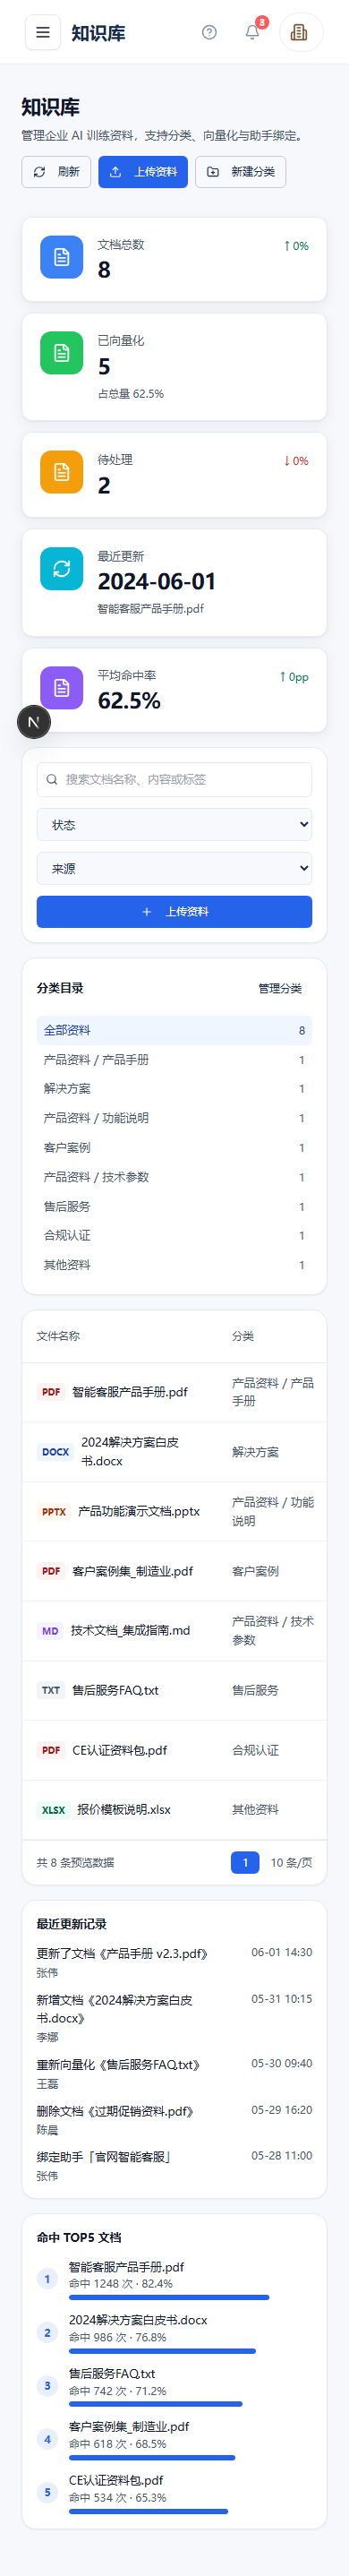 知识库
3
知识库
管理企业 AI 训练资料，支持分类、向量化与助手绑定。
刷新 上传资料 新建分类
文档总数 ↑ 0%
8
已向量化
5
占总量 62.5%
待处理 ↓ 0%
2
最近更新
2024-06-01
智能客服产品手册.pdf
平均命中率 ↑ 0pp
62.5%
N
搜索文档名称、内容或标签
状态
来源
+ 上传资料
分类目录 管理分类
全部资料 8
产品资料 / 产品手册 1
解决方案 1
产品资料 / 功能说明 1
客户案例 1
产品资料 / 技术参数 1
售后服务 1
合规认证 1
其他资料 1
文件名称 分类
PDF 智能客服产品手册.pdf 产品资料 / 产品
手册
DOCX 2024解决方案白皮
书.docx 解决方案
PPTX 产品功能演示文档.pptx 产品资料 / 功能
说明
PDF 客户案例集_制造业.pdf 客户案例
MD 技术文档_集成指南.md 产品资料 / 技术
参数
TXT 售后服务FAQ.txt 售后服务
PDF CE认证资料包.pdf 合规认证
XLSX 报价模板说明.xlsx 其他资料
共 8 条预览数据 1 10 条/页
最近更新记录
更新了文档《产品手册 v2.3.pdf》 06-01 14:30
张伟
新增文档《2024解决方案白皮 05-31 10:15
书.docx》
李娜
重新向量化《售后服务FAQ.txt》 05-30 09:40
王磊
删除文档《过期促销资料.pdf》 05-29 16:20
陈晨
绑定助手「官网智能客服」 05-28 11:00
张伟
命中 TOP5 文档
1 智能客服产品手册.pdf
命中 1248 次 · 82.4%
2 2024解决方案白皮书.docx
命中 986 次 · 76.8%
3 售后服务FAQ.txt
命中 742 次 · 71.2%
4 客户案例集_制造业.pdf
命中 618 次 · 68.5%
5 CE认证资料包.pdf
命中 534 次 · 65.3%